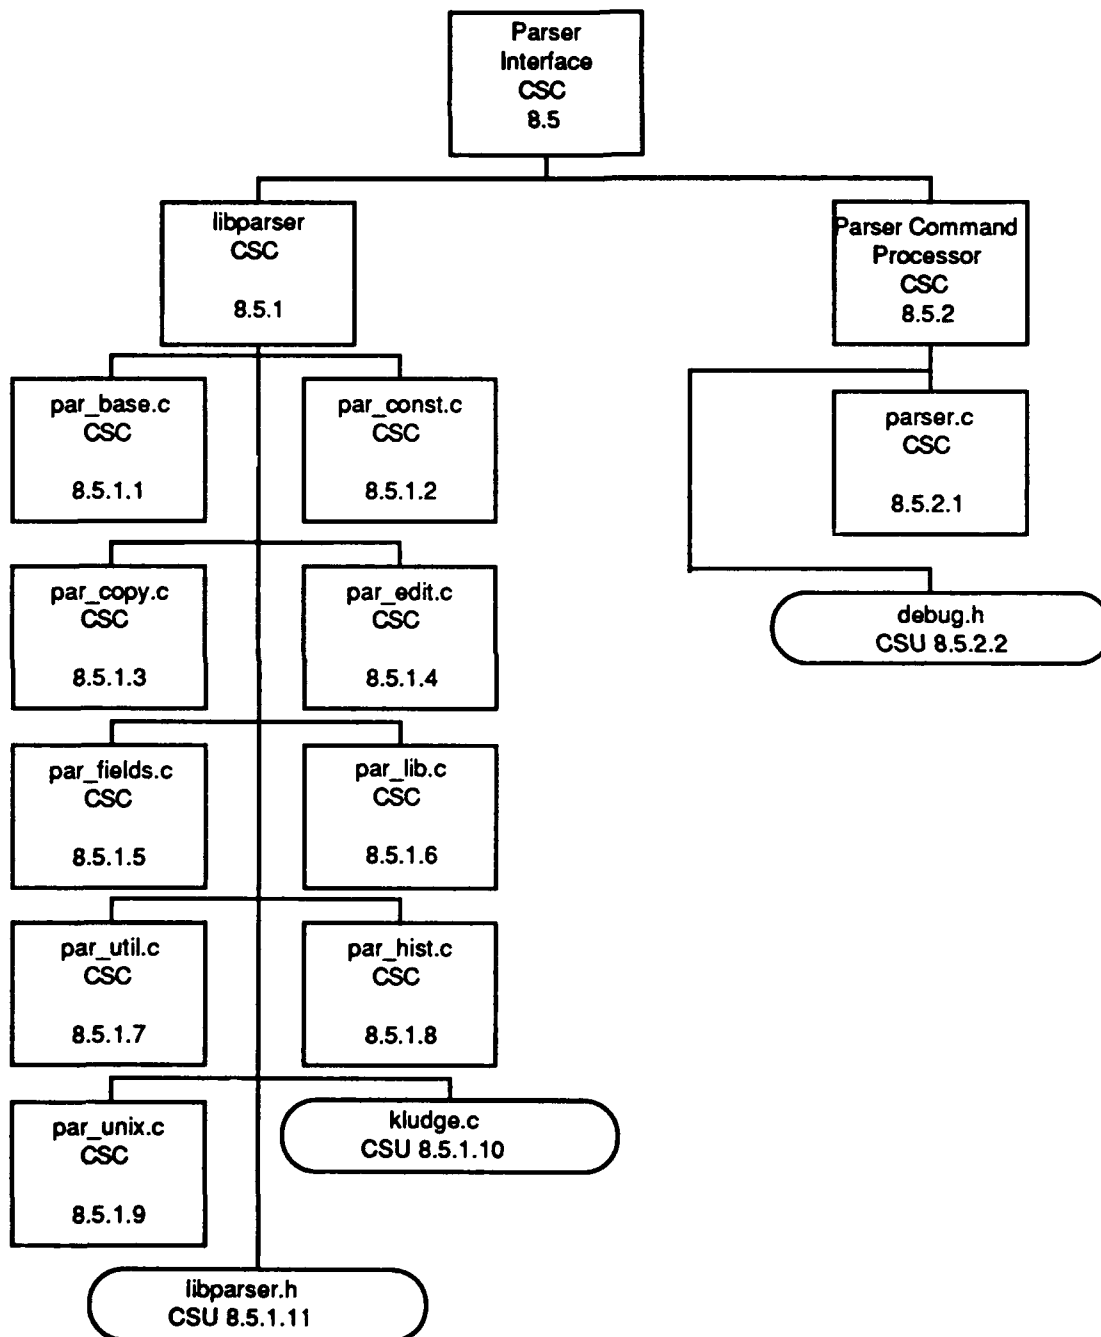 Parser
Interface
CSC
8.5
libparser
CSC
8.5.1
Parser Command
Processor
CSC
8.5.2
par_base.c
CSC
8.5.1.1
par_const.c
CSC
8.5.1.2
parser.c
CSC
8.5.2.1
par_copy.c
CSC
8.5.1.3
par_edit.c
CSC
8.5.1.4
debug.h
CSU 8.5.2.2
par_fields.c
CSC
8.5.1.5
par_lib.c
CSC
8.5.1.6
par_util.c
CSC
8.5.1.7
par_hist.c
CSC
8.5.1.8
par_unix.c
CSC
8.5.1.9
kludge.c
CSU 8.5.1.10
libparser.h
CSU 8.5.1.11